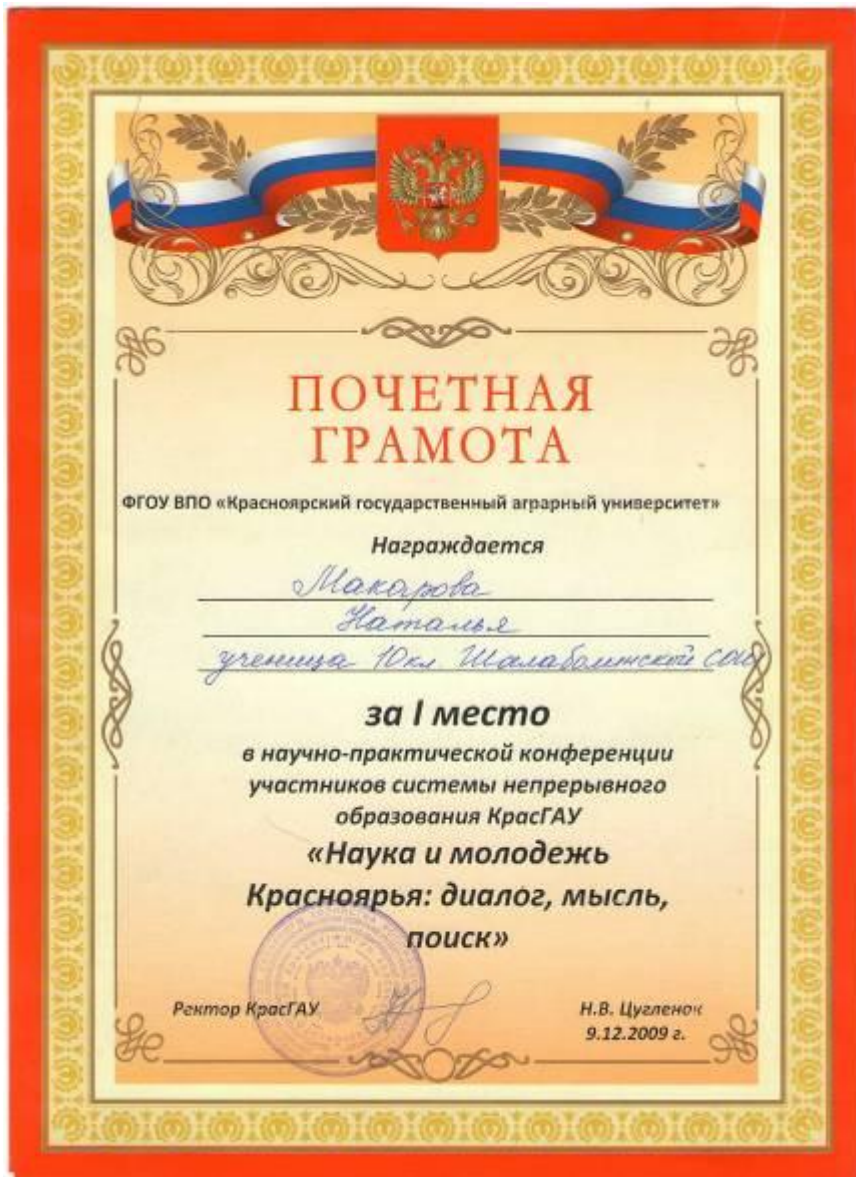 ПОЧЕТНАЯ
ГРАМОТА
ФГОУ ВПО «Красноярский государственный аграрный университет»
Награждается
Макарова
Наталья
ученица 10кл Шалаболинской СОШ
за I место
в научно-практической конференции
участников системы непрерывного
образования КрасГАУ
«Наука и молодежь
Красноярья: диалог, мысль,
поиск»
Ректор КрасГАУ
Н.В. Цугленок
9.12.2009 г.